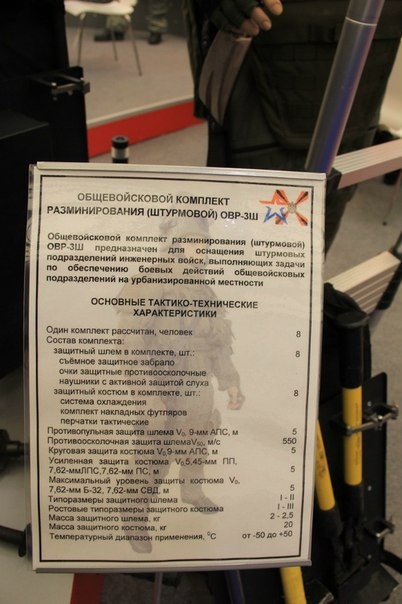 ОБЩЕВОЙСКОВОЙ КОМПЛЕКТ
РАЗМИНИРОВАНИЯ (ШТУРМОВОЙ) ОВР-3Ш
Общевойсковой комплект разминирования (штурмовой)
ОВР-3Ш предназначен для оснащения штурмовых
подразделений инженерных войск, выполняющих задачи
по обеспечению боевых действий общевойсковых
подразделений на урбанизированной местности
ОСНОВНЫЕ ТАКТИКО-ТЕХНИЧЕСКИЕ
ХАРАКТЕРИСТИКИ
Один комплект рассчитан, человек 8
Состав комплекта:
защитный шлем в комплекте, шт.: 8
съёмное защитное забрало
очки защитные противоосколочные
наушники с активной защитой слуха
защитный костюм в комплекте, шт.: 8
система охлаждения
комплект накладных футляров
перчатки тактические
Противопульная защита шлема V₀ 9-мм АПС, м 5
Противоосколочная защита шлемаV₅₀, м/с 550
Круговая защита костюма V₀,9-мм АПС, м 5
Усиленная защита костюма V₀,5,45-мм ПП,
7,62-ммЛПС,7,62-мм ПС, м 5
Максимальный уровень защиты костюма V₀,
7,62-мм Б-32, 7,62-мм СВД, м 5
Типоразмеры защитного шлема I - II
Ростовые типоразмеры защитного костюма I - III
Масса защитного шлема, кг 2 - 2,5
Масса защитного костюма, кг 20
Температурный диапазон применения, ⁰С от -50 до +50